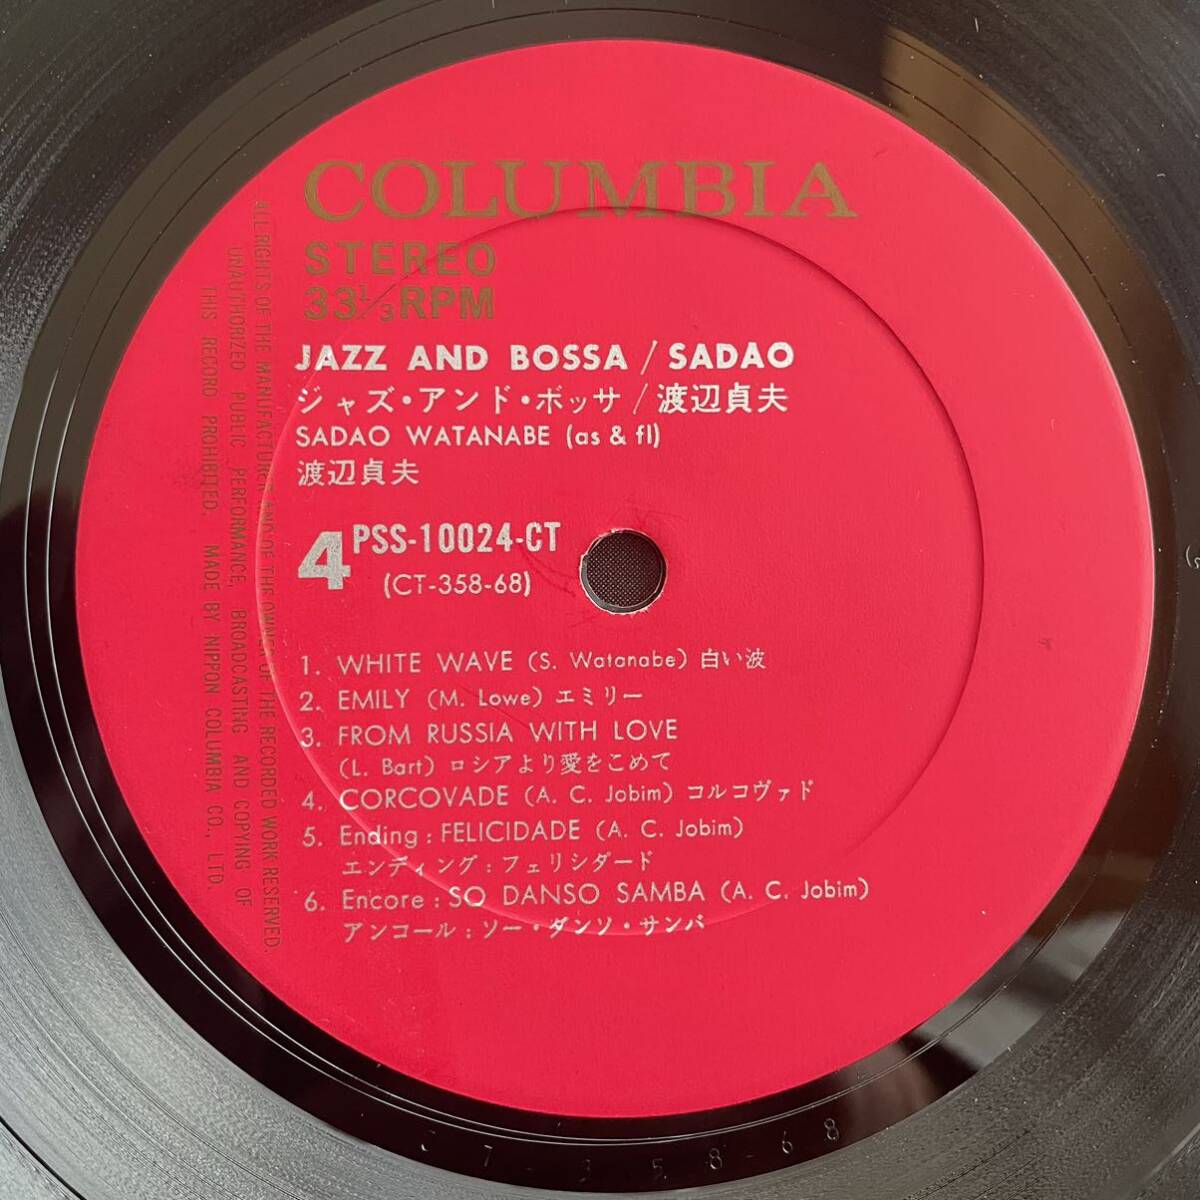 COLUMBIA
STEREO
33⅓RPM
JAZZ AND BOSSA / SADAO
ジャズ・アンド・ボッサ / 渡辺貞夫
SADAO WATANABE (as & fl)
渡辺貞夫
4 PSS-10024-CT
(CT-358-68)
1. WHITE WAVE (S. Watanabe) 白い波
2. EMILY (M. Lowe) エミリー
3. FROM RUSSIA WITH LOVE
(L. Bart) ロシアより愛をこめて
4. CORCOVADE (A. C. Jobim) コルコヴァド
5. Ending : FELICIDADE (A. C. Jobim)
エンディング : フェリシダード
6. Encore : SO DANSO SAMBA (A. C. Jobim)
アンコール : ソー・ダンソ・サンバ
ALL RIGHTS OF THE MANUFACTURER AND OF THE OWNER OF THE RECORDED WORK RESERVED.
UNAUTHORIZED PUBLIC PERFORMANCE, BROADCASTING AND COPYING OF
THIS RECORD PROHIBITED. MADE BY NIPPON COLUMBIA CO., LTD.
C T - 3 5 8 - 6 8